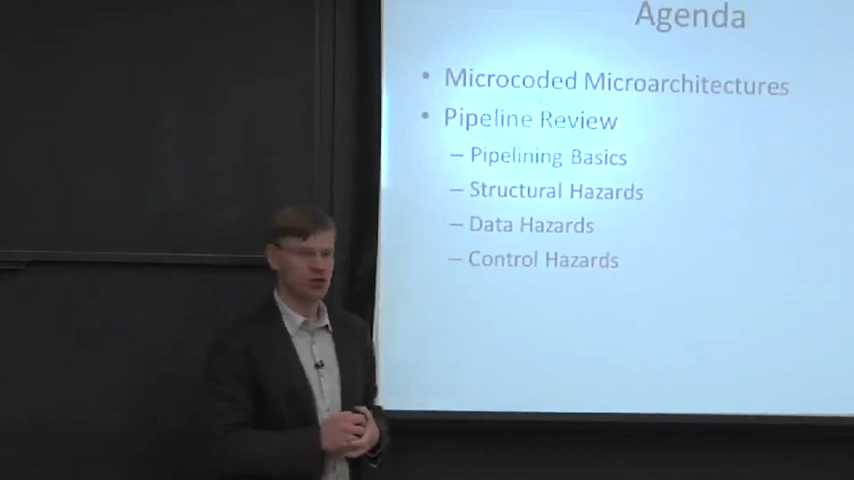 Agenda
• Microcoded Microarchitectures
• Pipeline Review
– Pipelining Basics
– Structural Hazards
– Data Hazards
– Control Hazards